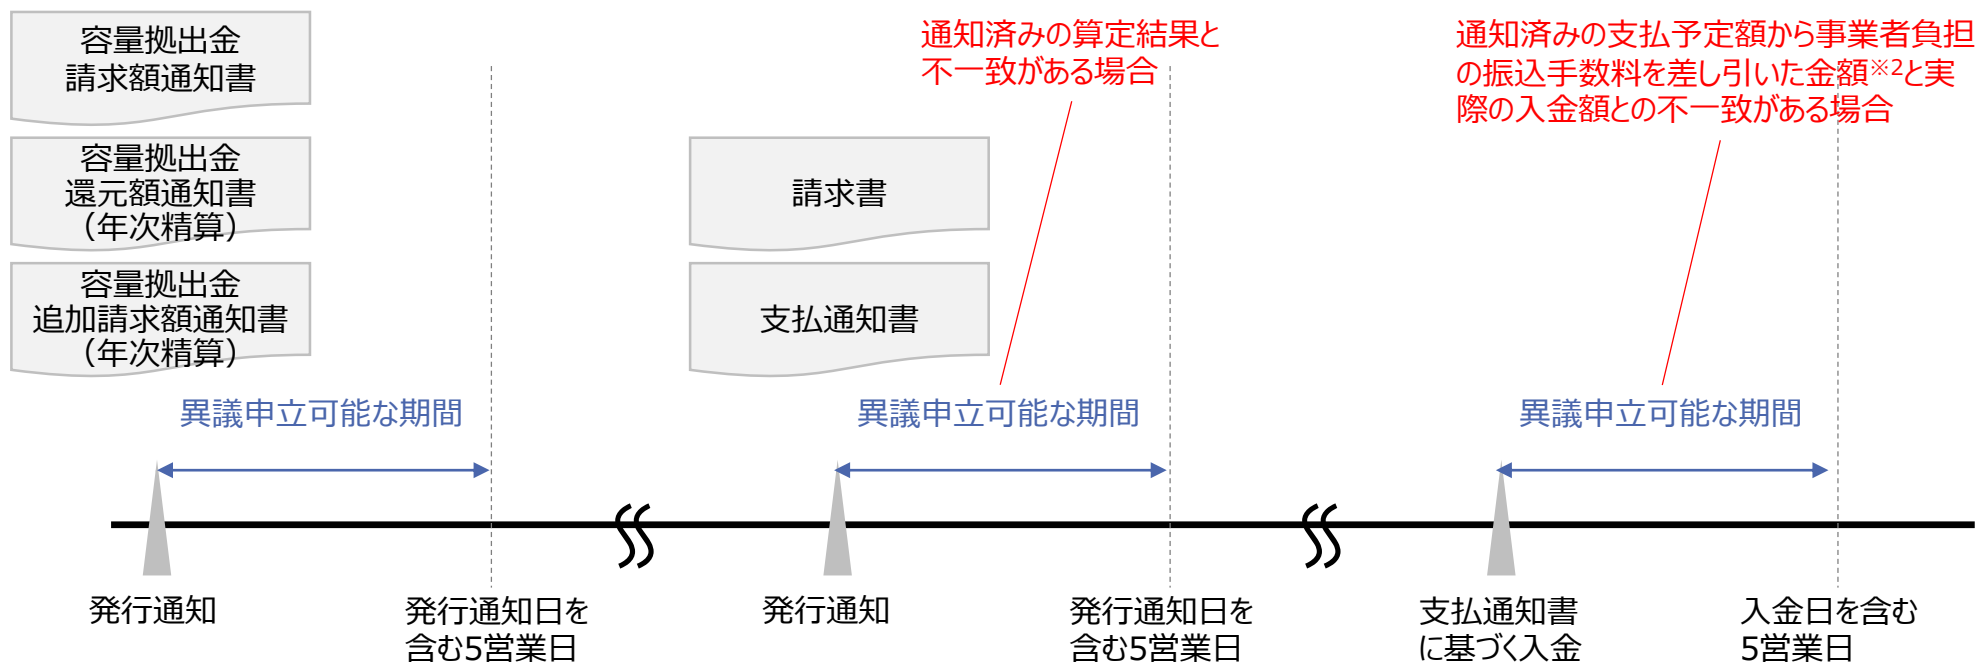 容量拠出金
請求額通知書
容量拠出金
還元額通知書
（年次精算）
容量拠出金
追加請求額通知書
（年次精算）
請求書
支払通知書
通知済みの算定結果と
不一致がある場合
通知済みの支払予定額から事業者負担
の振込手数料を差し引いた金額※2と実
際の入金額との不一致がある場合
異議申立可能な期間
異議申立可能な期間
異議申立可能な期間
発行通知
発行通知日を
含む5営業日
発行通知
発行通知日を
含む5営業日
支払通知書
に基づく入金
入金日を含む
5営業日